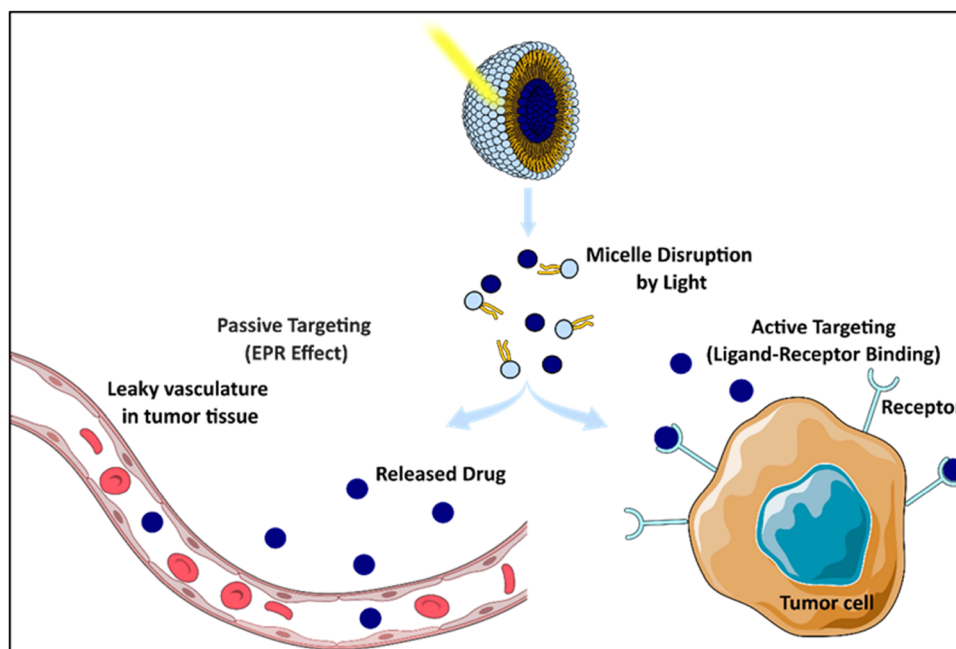 Micelle Disruption
by Light
Passive Targeting
(EPR Effect)
Active Targeting
(Ligand-Receptor Binding)
Leaky vasculature
in tumor tissue
Receptor
Released Drug
Tumor cell